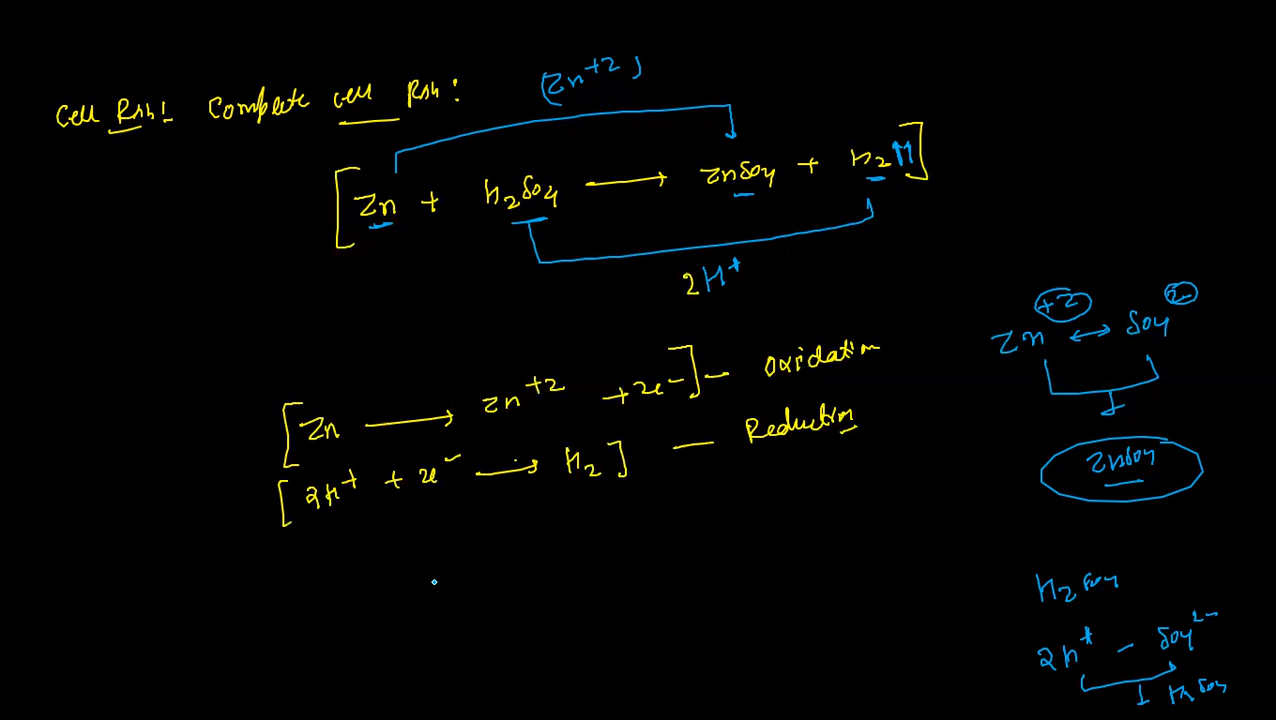 Cell Rxn: Complete cell Rxn:
(Zn+2)
[Zn + H2SO4 → ZnSO4 + H2↑]
2H+
Zn+2 ↔ SO4 2-
[Zn → Zn+2 + 2e-] - Oxidation
[2H+ + 2e- → H2] - Reduction
ZnSO4
H2SO4
2H+ - SO4 2-
H2SO4